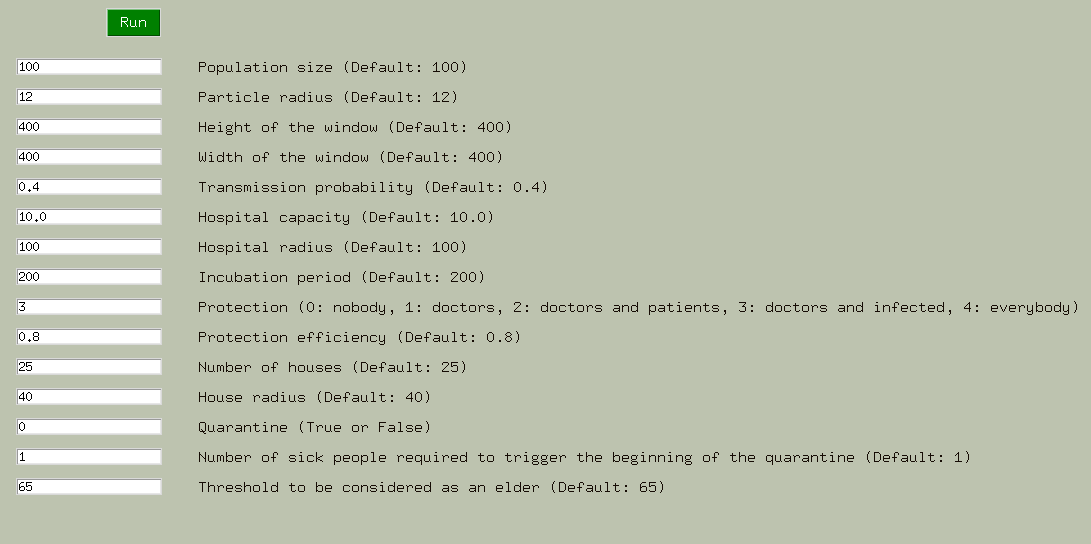 Run
100 Population size (Default: 100)
12 Particle radius (Default: 12)
400 Height of the window (Default: 400)
400 Width of the window (Default: 400)
0.4 Transmission probability (Default: 0.4)
10.0 Hospital capacity (Default: 10.0)
100 Hospital radius (Default: 100)
200 Incubation period (Default: 200)
3 Protection (0: nobody, 1: doctors, 2: doctors and patients, 3: doctors and infected, 4: everybody)
0.8 Protection efficiency (Default: 0.8)
25 Number of houses (Default: 25)
40 House radius (Default: 40)
0 Quarantine (True or False)
1 Number of sick people required to trigger the beginning of the quarantine (Default: 1)
65 Threshold to be considered as an elder (Default: 65)